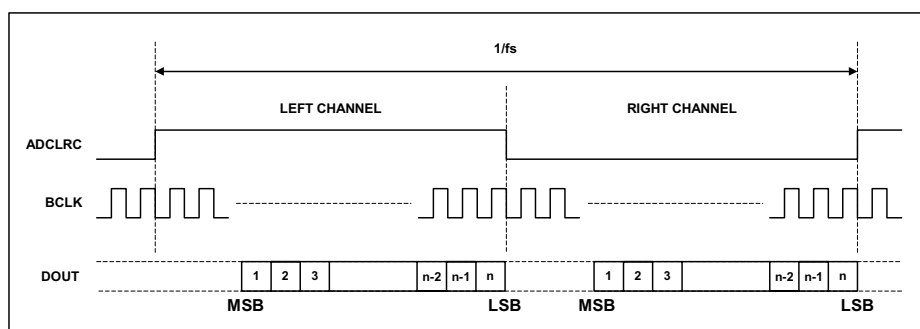 1/fs
LEFT CHANNEL RIGHT CHANNEL
ADCLRC
BCLK
DOUT 1 2 3 n-2 n-1 n 1 2 3 n-2 n-1 n
MSB LSB MSB LSB